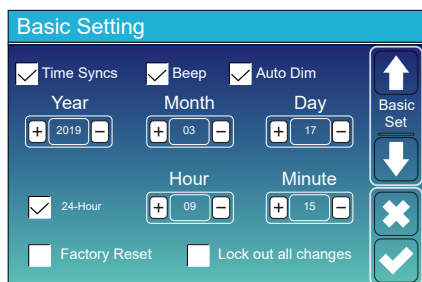 Basic Setting
Time Syncs Beep Auto Dim
Year Month Day
+ 2019 − + 03 − + 17 −
Basic
Set
Hour Minute
24-Hour + 09 − + 15 −
Factory Reset Lock out all changes